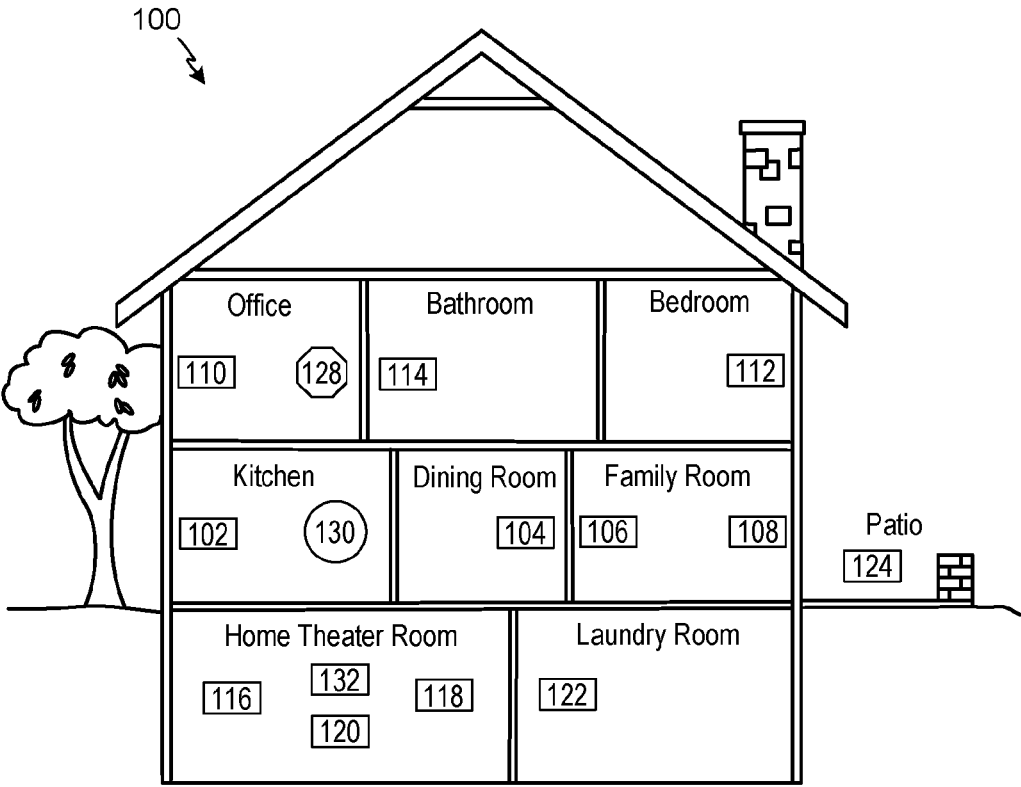 100
Office Bathroom Bedroom
110 128 114 112
Kitchen Dining Room Family Room
102 130 104 106 108
Patio
124
Home Theater Room Laundry Room
116 132 118 122
120